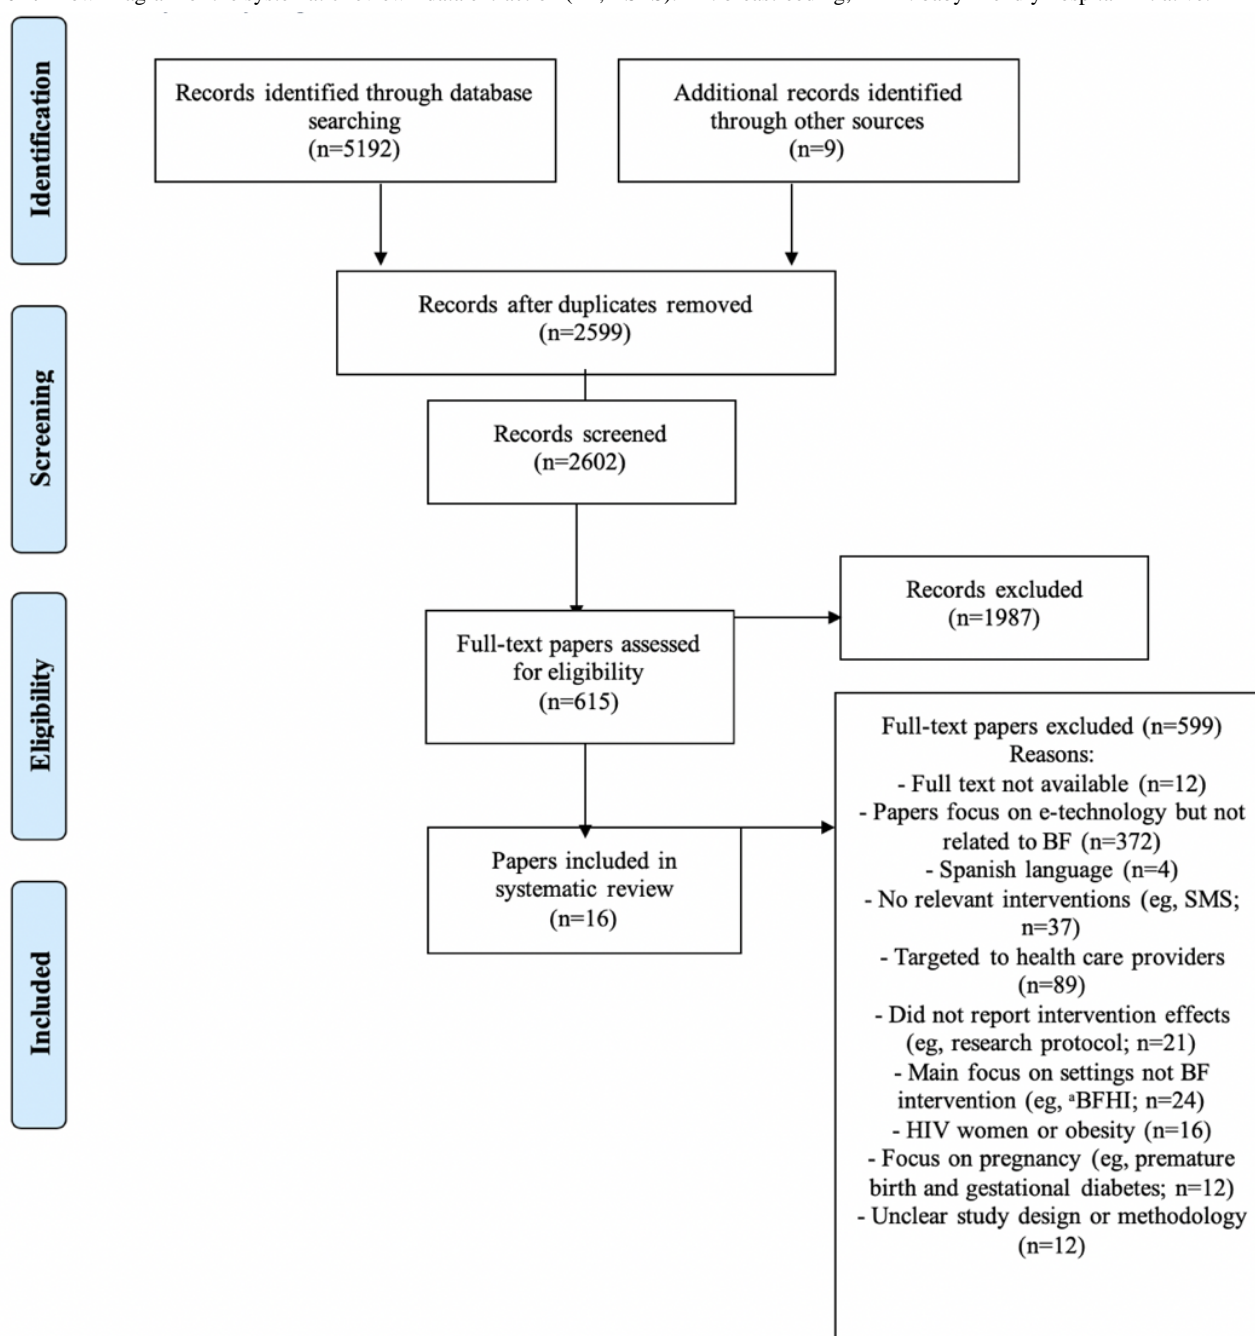 Identification
Records identified through database
searching
(n=5192)
Additional records identified
through other sources
(n=9)
Records after duplicates removed
(n=2599)
Screening
Records screened
(n=2602)
Records excluded
(n=1987)
Eligibility
Full-text papers assessed
for eligibility
(n=615)
Full-text papers excluded (n=599)
Reasons:
- Full text not available (n=12)
- Papers focus on e-technology but not
related to BF (n=372)
- Spanish language (n=4)
- No relevant interventions (eg, SMS;
n=37)
- Targeted to health care providers
(n=89)
- Did not report intervention effects
(eg, research protocol; n=21)
- Main focus on settings not BF
intervention (eg, ᵃBFHI; n=24)
- HIV women or obesity (n=16)
- Focus on pregnancy (eg, premature
birth and gestational diabetes; n=12)
- Unclear study design or methodology
(n=12)
Included
Papers included in
systematic review
(n=16)